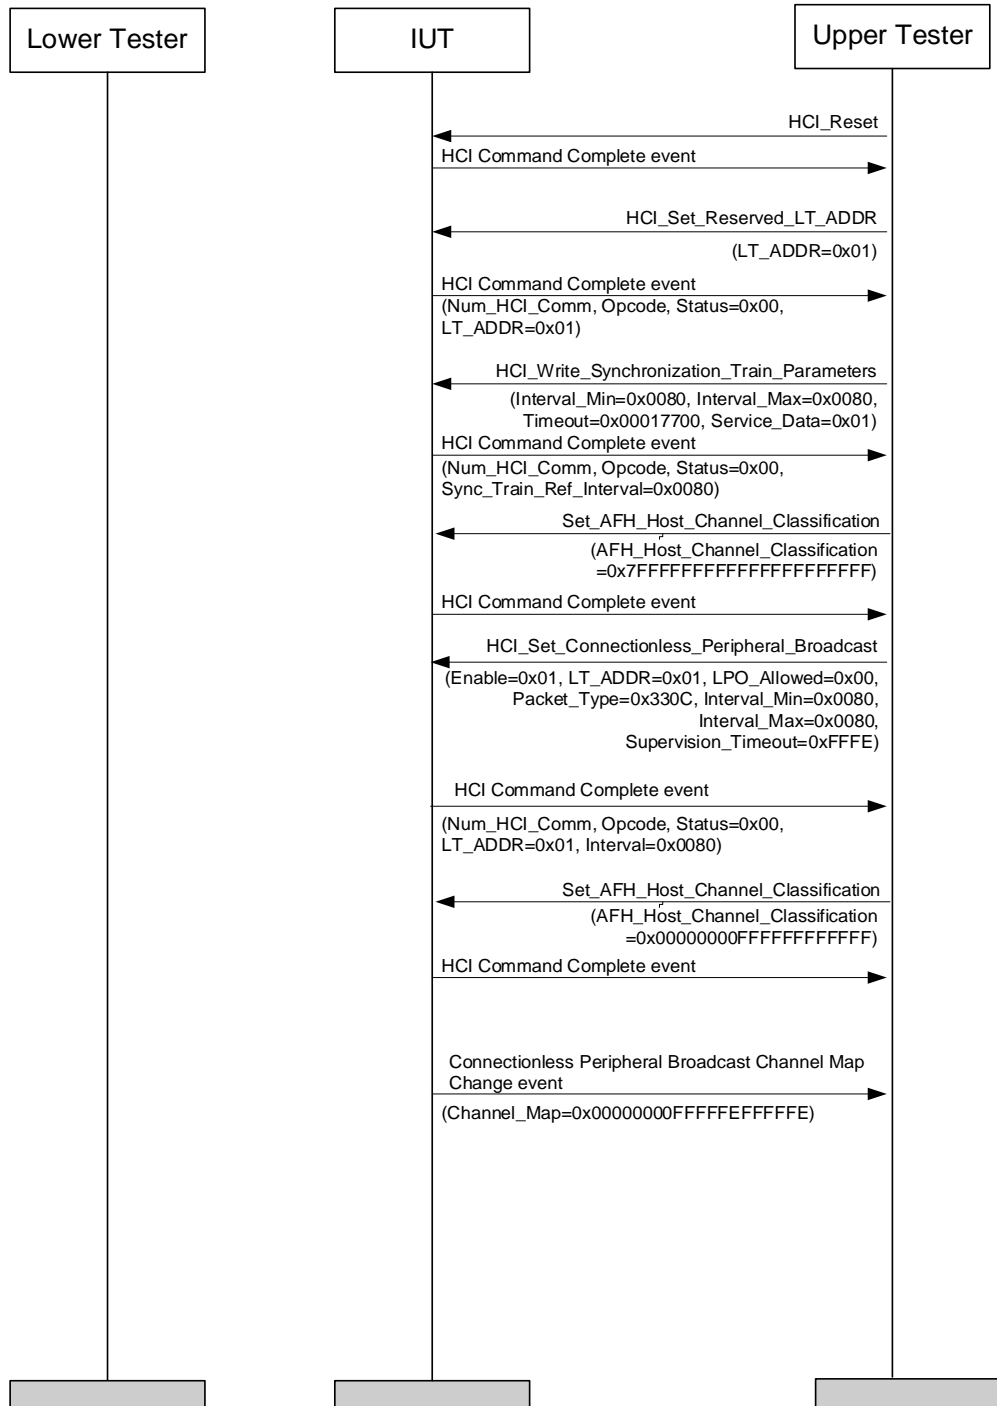 Lower Tester
IUT
Upper Tester
HCI_Reset
HCI Command Complete event
HCI_Set_Reserved_LT_ADDR
(LT_ADDR=0x01)
HCI Command Complete event
(Num_HCI_Comm, Opcode, Status=0x00,
LT_ADDR=0x01)
HCI_Write_Synchronization_Train_Parameters
(Interval_Min=0x0080, Interval_Max=0x0080,
Timeout=0x00017700, Service_Data=0x01)
HCI Command Complete event
(Num_HCI_Comm, Opcode, Status=0x00,
Sync_Train_Ref_Interval=0x0080)
Set_AFH_Host_Channel_Classification
(AFH_Host_Channel_Classification
=0x7FFFFFFFFFFFFFFFFFFF)
HCI Command Complete event
HCI_Set_Connectionless_Peripheral_Broadcast
(Enable=0x01, LT_ADDR=0x01, LPO_Allowed=0x00,
Packet_Type=0x330C, Interval_Min=0x0080,
Interval_Max=0x0080,
Supervision_Timeout=0xFFFE)
HCI Command Complete event
(Num_HCI_Comm, Opcode, Status=0x00,
LT_ADDR=0x01, Interval=0x0080)
Set_AFH_Host_Channel_Classification
(AFH_Host_Channel_Classification
=0x00000000FFFFFFFFFFFF)
HCI Command Complete event
Connectionless Peripheral Broadcast Channel Map
Change event
(Channel_Map=0x00000000FFFFFEFFFFFE)